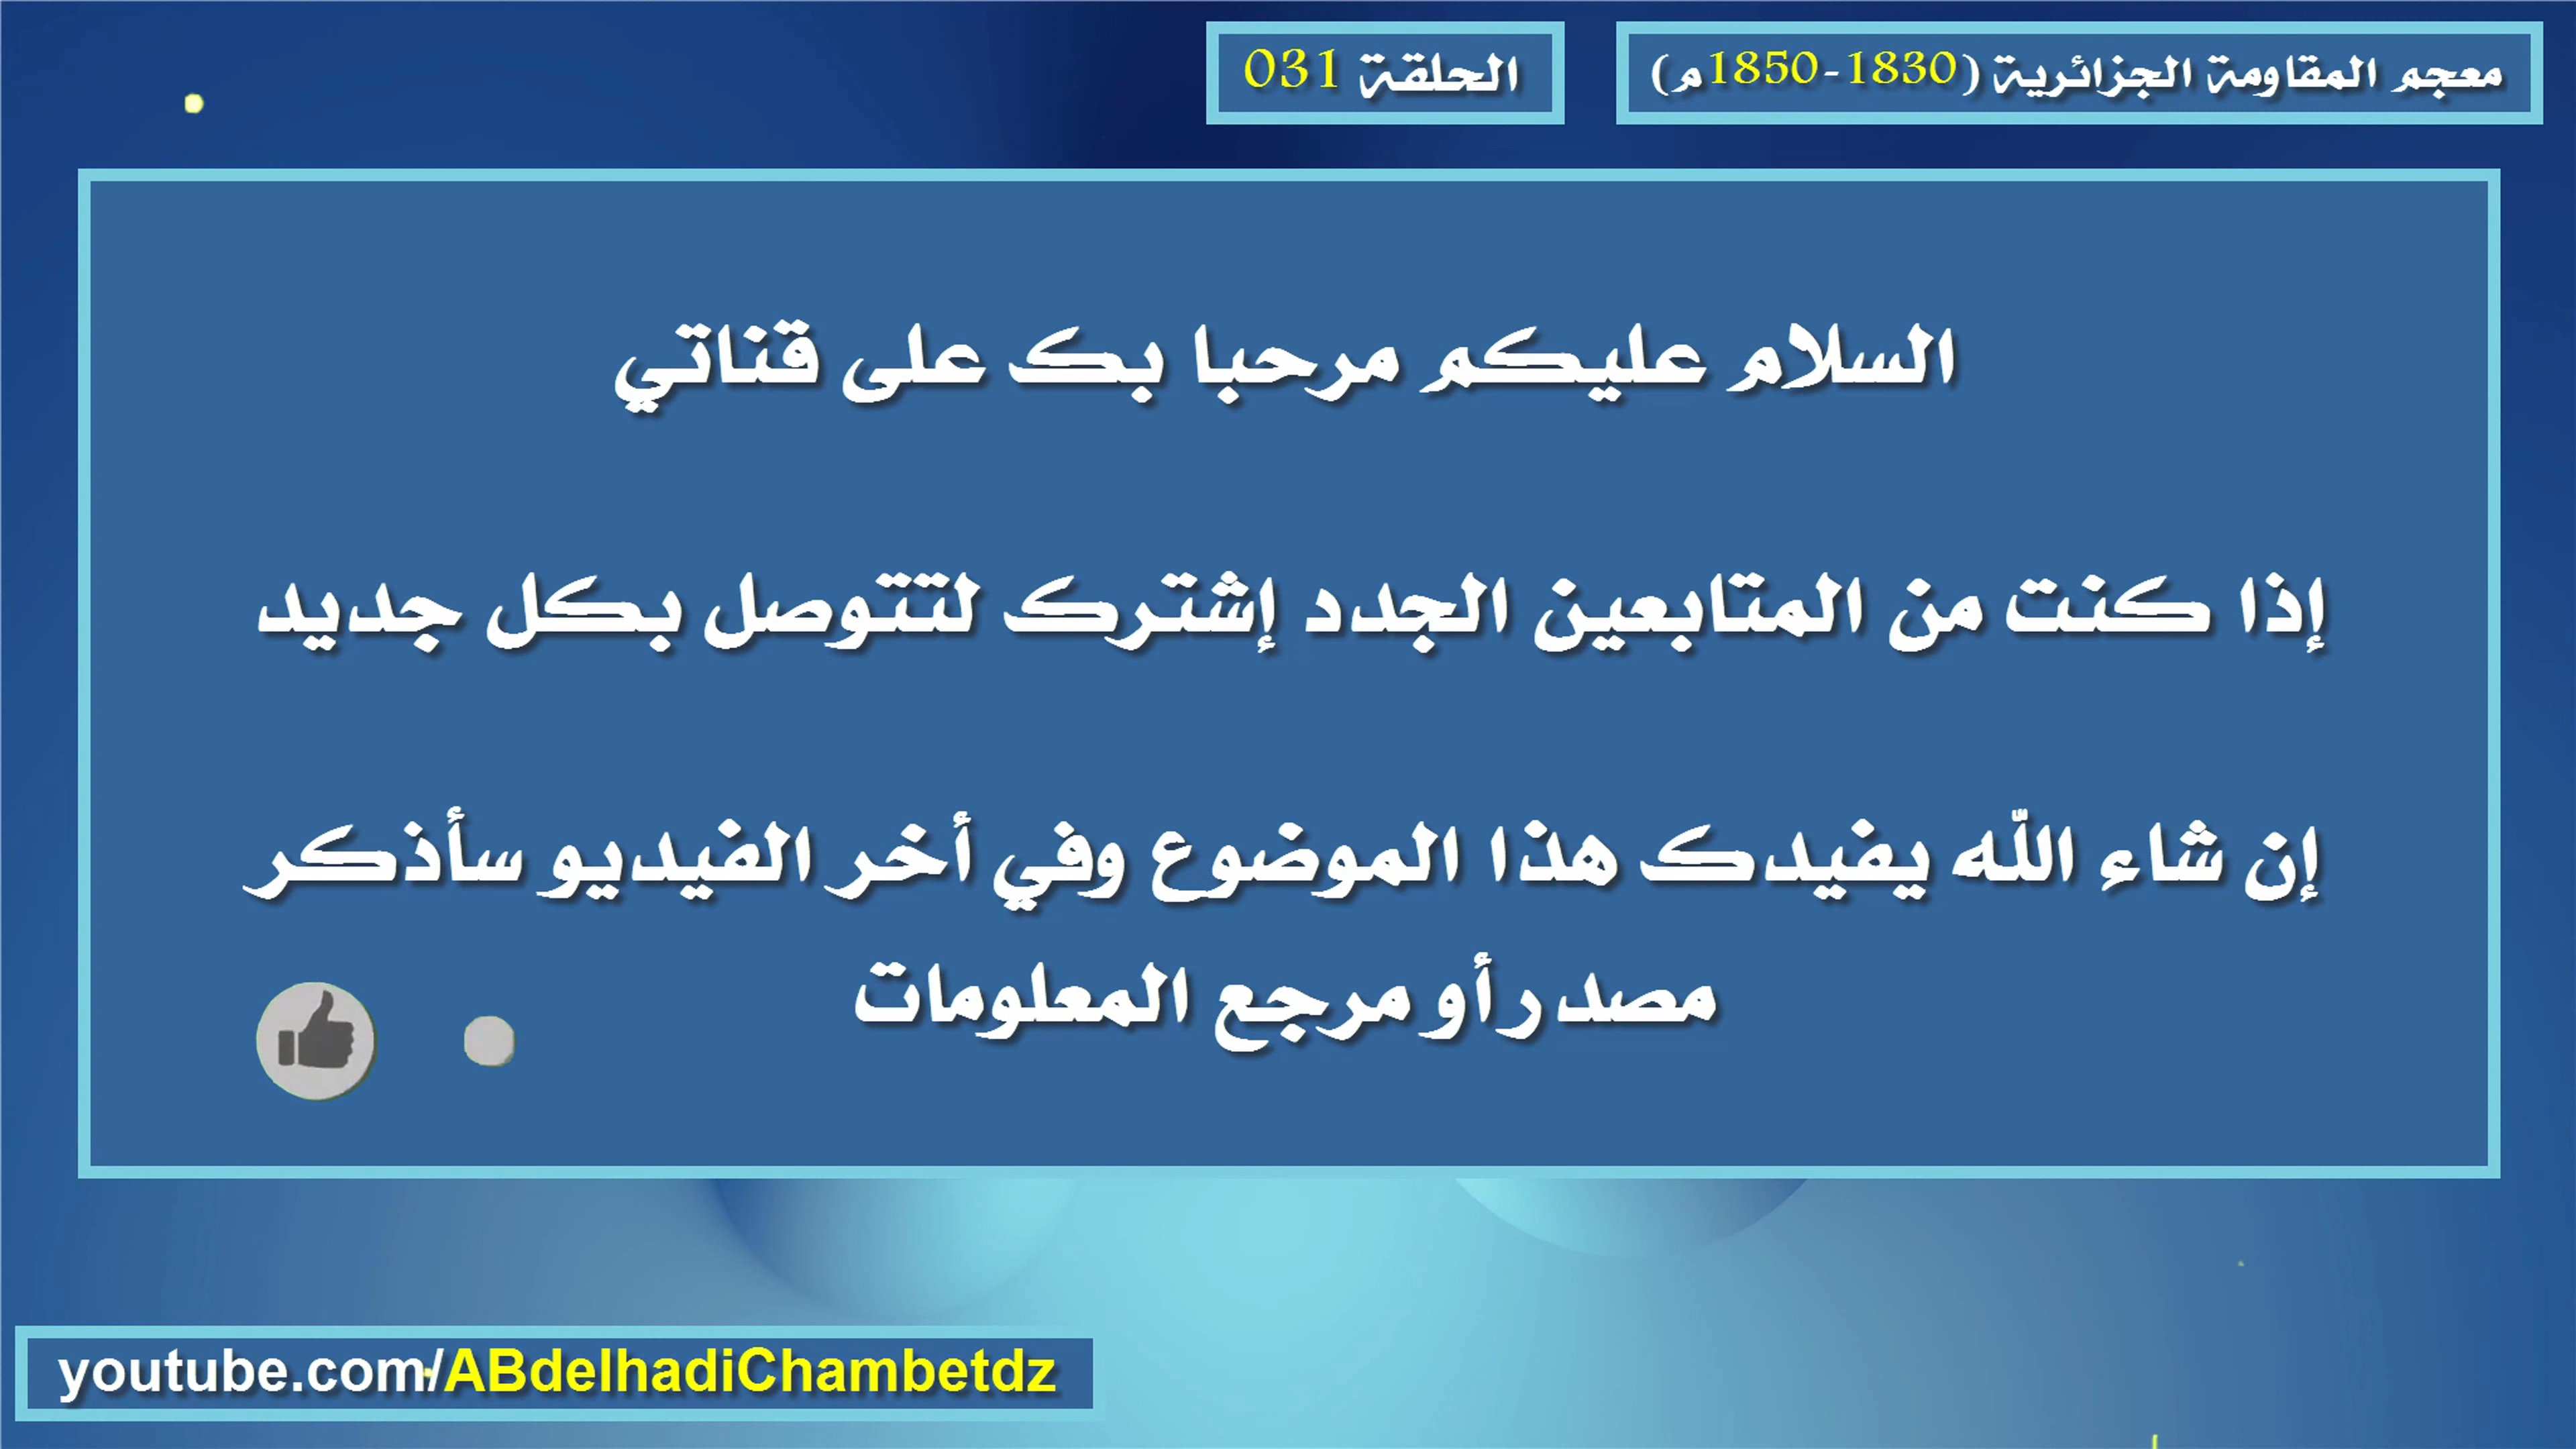 معجم المقاومة الجزائرية (1830-1850م)
الحلقة 031
السلام عليكم مرحبا بك على قناتي
إذا كنت من المتابعين الجدد إشترك لتتوصل بكل جديد
إن شاء الله يفيدك هذا الموضوع وفي أخر الفيديو سأذكر
مصدر أو مرجع المعلومات
youtube.com/ABdelhadiChambetdz